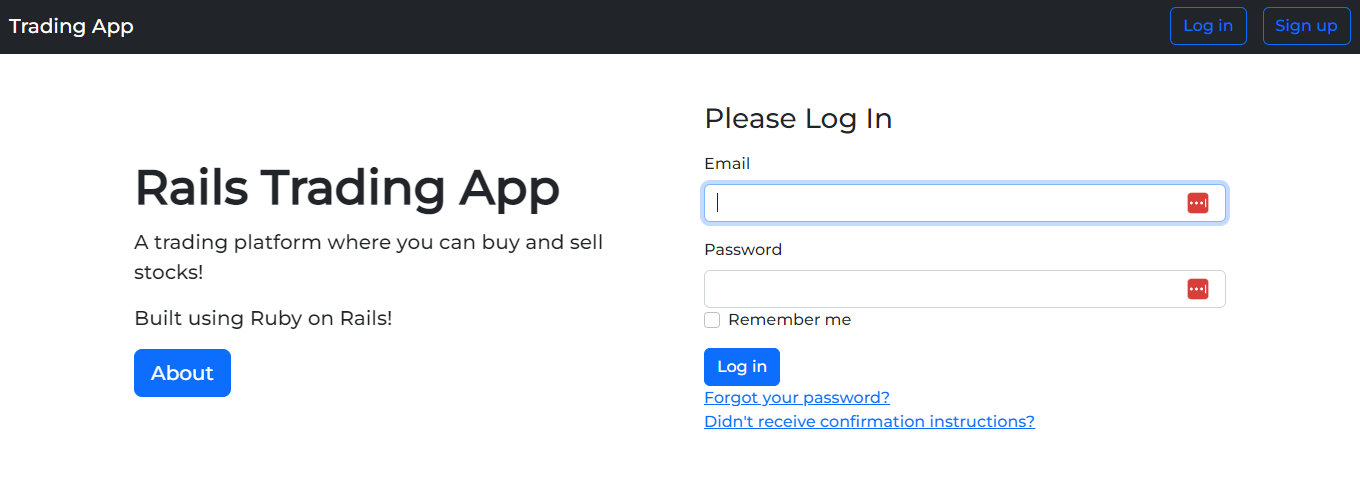 Trading App
Log in
Sign up
Rails Trading App
A trading platform where you can buy and sell
stocks!
Built using Ruby on Rails!
About
Please Log In
Email
Password
Remember me
Log in
Forgot your password?
Didn't receive confirmation instructions?